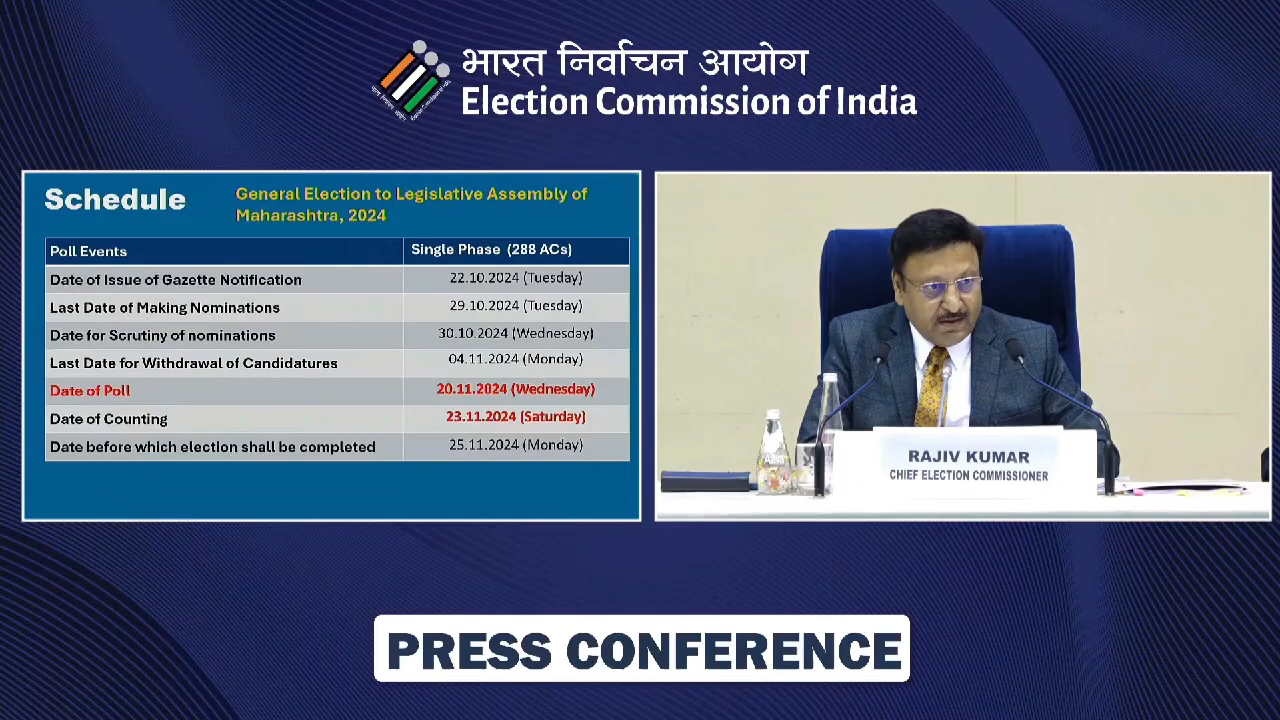 भारत निर्वाचन आयोग
Election Commission of India
Schedule
General Election to Legislative Assembly of
Maharashtra, 2024
Poll Events Single Phase (288 ACs)
Date of Issue of Gazette Notification 22.10.2024 (Tuesday)
Last Date of Making Nominations 29.10.2024 (Tuesday)
Date for Scrutiny of nominations 30.10.2024 (Wednesday)
Last Date for Withdrawal of Candidatures 04.11.2024 (Monday)
Date of Poll 20.11.2024 (Wednesday)
Date of Counting 23.11.2024 (Saturday)
Date before which election shall be completed 25.11.2024 (Monday)
RAJIV KUMAR
CHIEF ELECTION COMMISSIONER
PRESS CONFERENCE